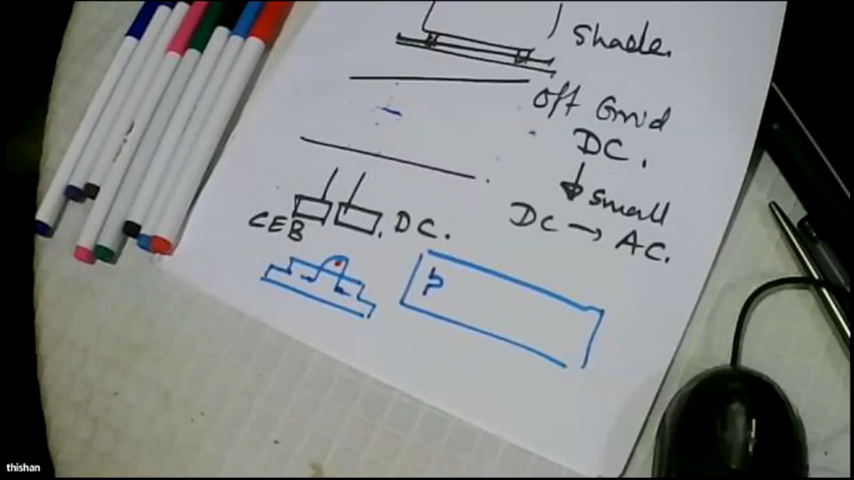 Shade.
Off Grid
DC.
small
DC → AC.
CEB
DC.
thishan